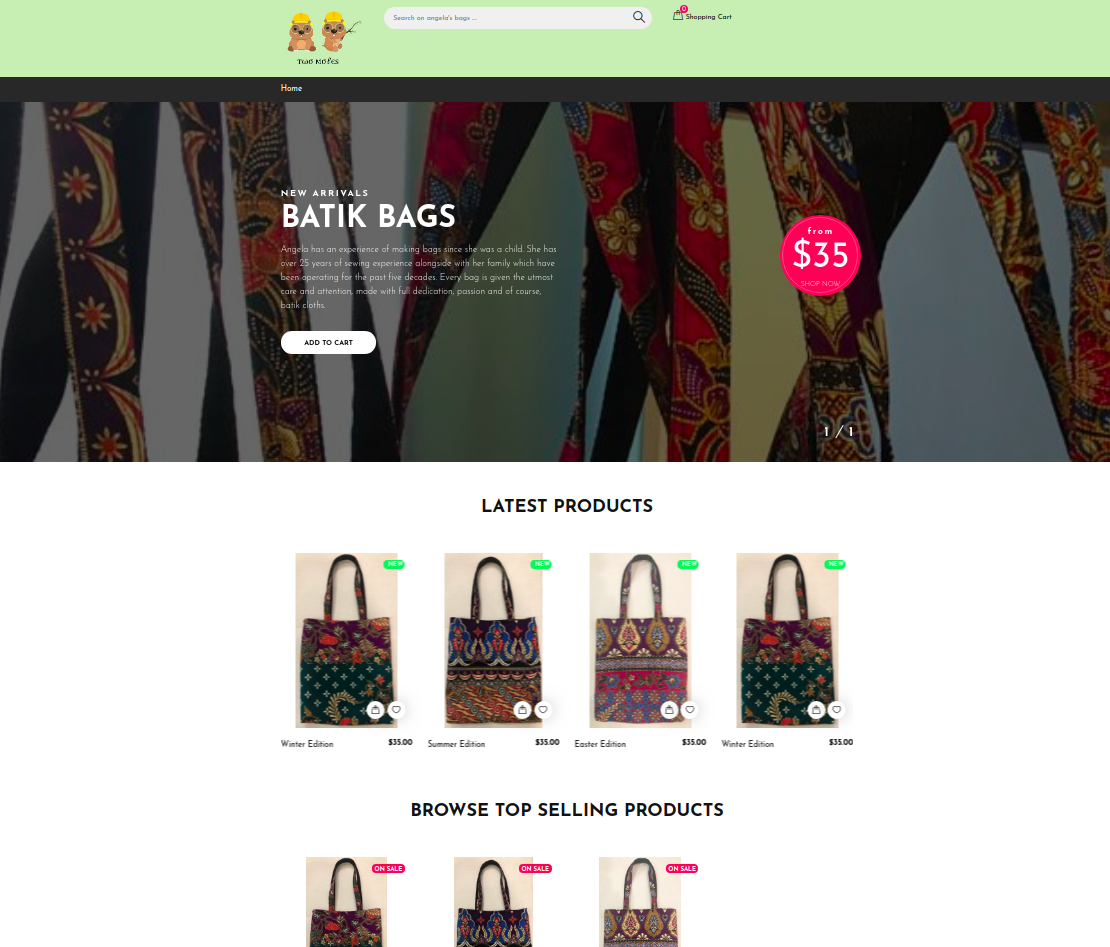 Two Moles
Search on angela's bags ...
0
Shopping Cart
Home
NEW ARRIVALS
BATIK BAGS
Angela has an experience of making bags since she was a child. She has
over 25 years of sewing experience alongside with her family which have
been operating for the past five decades. Every bag is given the utmost
care and attention, made with full dedication, passion and of course,
batik cloths.
ADD TO CART
from
$35
SHOP NOW
1 / 1
LATEST PRODUCTS
NEW
NEW
NEW
NEW
Winter Edition
$35.00
Summer Edition
$35.00
Easter Edition
$35.00
Winter Edition
$35.00
BROWSE TOP SELLING PRODUCTS
ON SALE
ON SALE
ON SALE